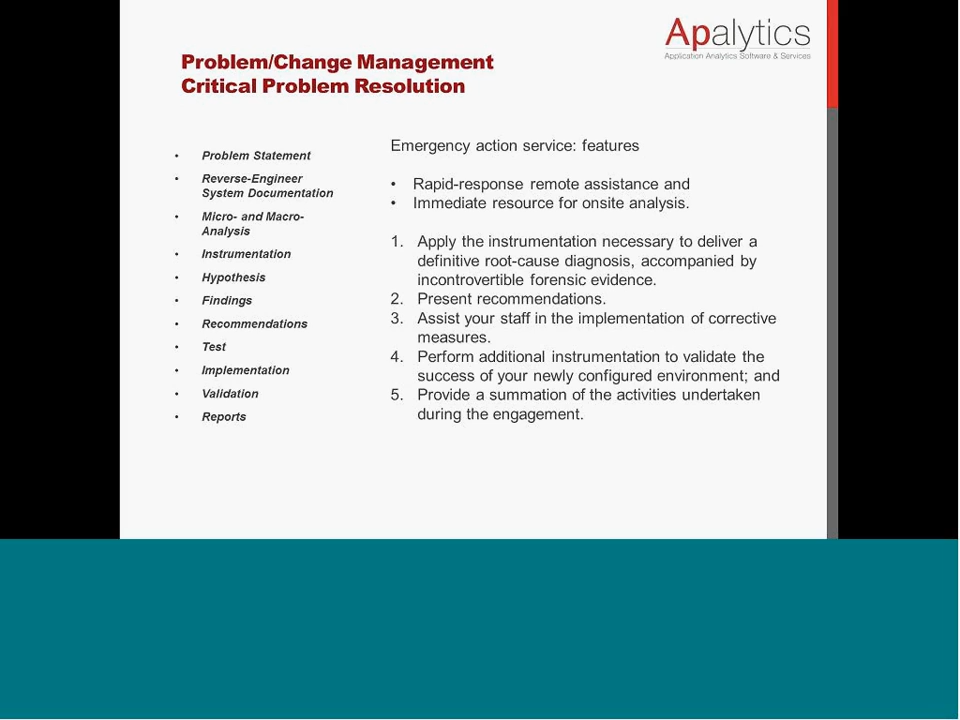 Apalytics
Application Analytics Software & Services
Problem/Change Management
Critical Problem Resolution
• Problem Statement
• Reverse-Engineer
System Documentation
• Micro- and Macro-
Analysis
• Instrumentation
• Hypothesis
• Findings
• Recommendations
• Test
• Implementation
• Validation
• Reports
Emergency action service: features
• Rapid-response remote assistance and
• Immediate resource for onsite analysis.
1. Apply the instrumentation necessary to deliver a
definitive root-cause diagnosis, accompanied by
incontrovertible forensic evidence.
2. Present recommendations.
3. Assist your staff in the implementation of corrective
measures.
4. Perform additional instrumentation to validate the
success of your newly configured environment; and
5. Provide a summation of the activities undertaken
during the engagement.